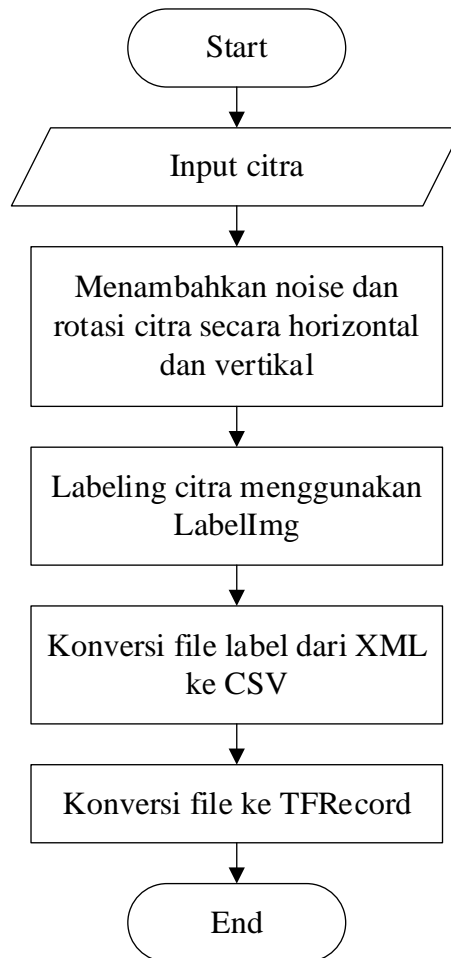 Start
Input citra
Menambahkan noise dan
rotasi citra secara horizontal
dan vertikal
Labeling citra menggunakan
LabelImg
Konversi file label dari XML
ke CSV
Konversi file ke TFRecord
End